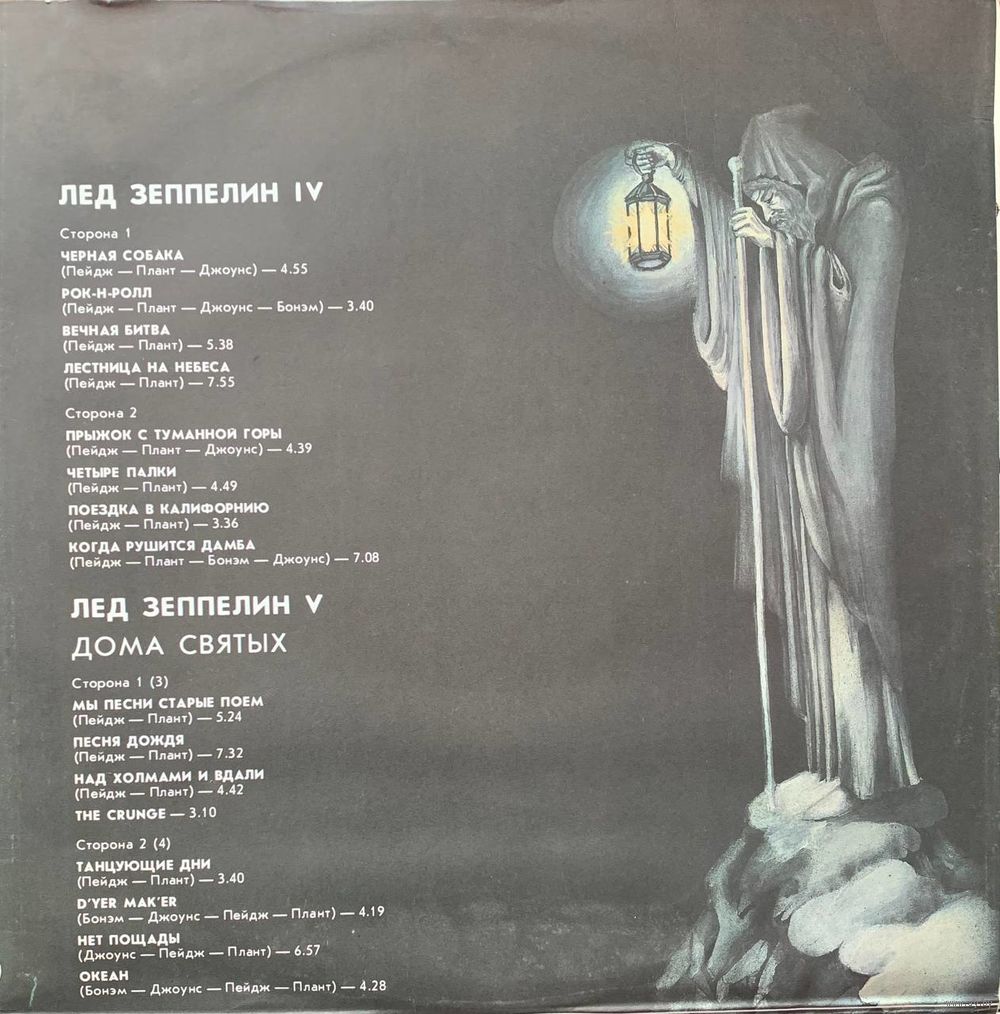 ЛЕД ЗЕППЕЛИН IV
Сторона 1
ЧЕРНАЯ СОБАКА
(Пейдж — Плант — Джоунс) — 4.55
РОК-Н-РОЛЛ
(Пейдж — Плант — Джоунс — Бонэм) — 3.40
ВЕЧНАЯ БИТВА
(Пейдж — Плант) — 5.38
ЛЕСТНИЦА НА НЕБЕСА
(Пейдж — Плант) — 7.55
Сторона 2
ПРЫЖОК С ТУМАННОЙ ГОРЫ
(Пейдж — Плант — Джоунс) — 4.39
ЧЕТЫРЕ ПАЛКИ
(Пейдж — Плант) — 4.49
ПОЕЗДКА В КАЛИФОРНИЮ
(Пейдж — Плант) — 3.36
КОГДА РУШИТСЯ ДАМБА
(Пейдж — Плант — Бонэм — Джоунс) — 7.08
ЛЕД ЗЕППЕЛИН V
ДОМА СВЯТЫХ
Сторона 1 (3)
МЫ ПЕСНИ СТАРЫЕ ПОЕМ
(Пейдж — Плант) — 5.24
ПЕСНЯ ДОЖДЯ
(Пейдж — Плант) — 7.32
НАД ХОЛМАМИ И ВДАЛИ
(Пейдж — Плант) — 4.42
THE CRUNGE — 3.10
Сторона 2 (4)
ТАНЦУЮЩИЕ ДНИ
(Пейдж — Плант) — 3.40
D'YER MAK'ER
(Бонэм — Джоунс — Пейдж — Плант) — 4.19
НЕТ ПОЩАДЫ
(Джоунс — Пейдж — Плант) — 6.57
ОКЕАН
(Бонэм — Джоунс — Пейдж — Плант) — 4.28